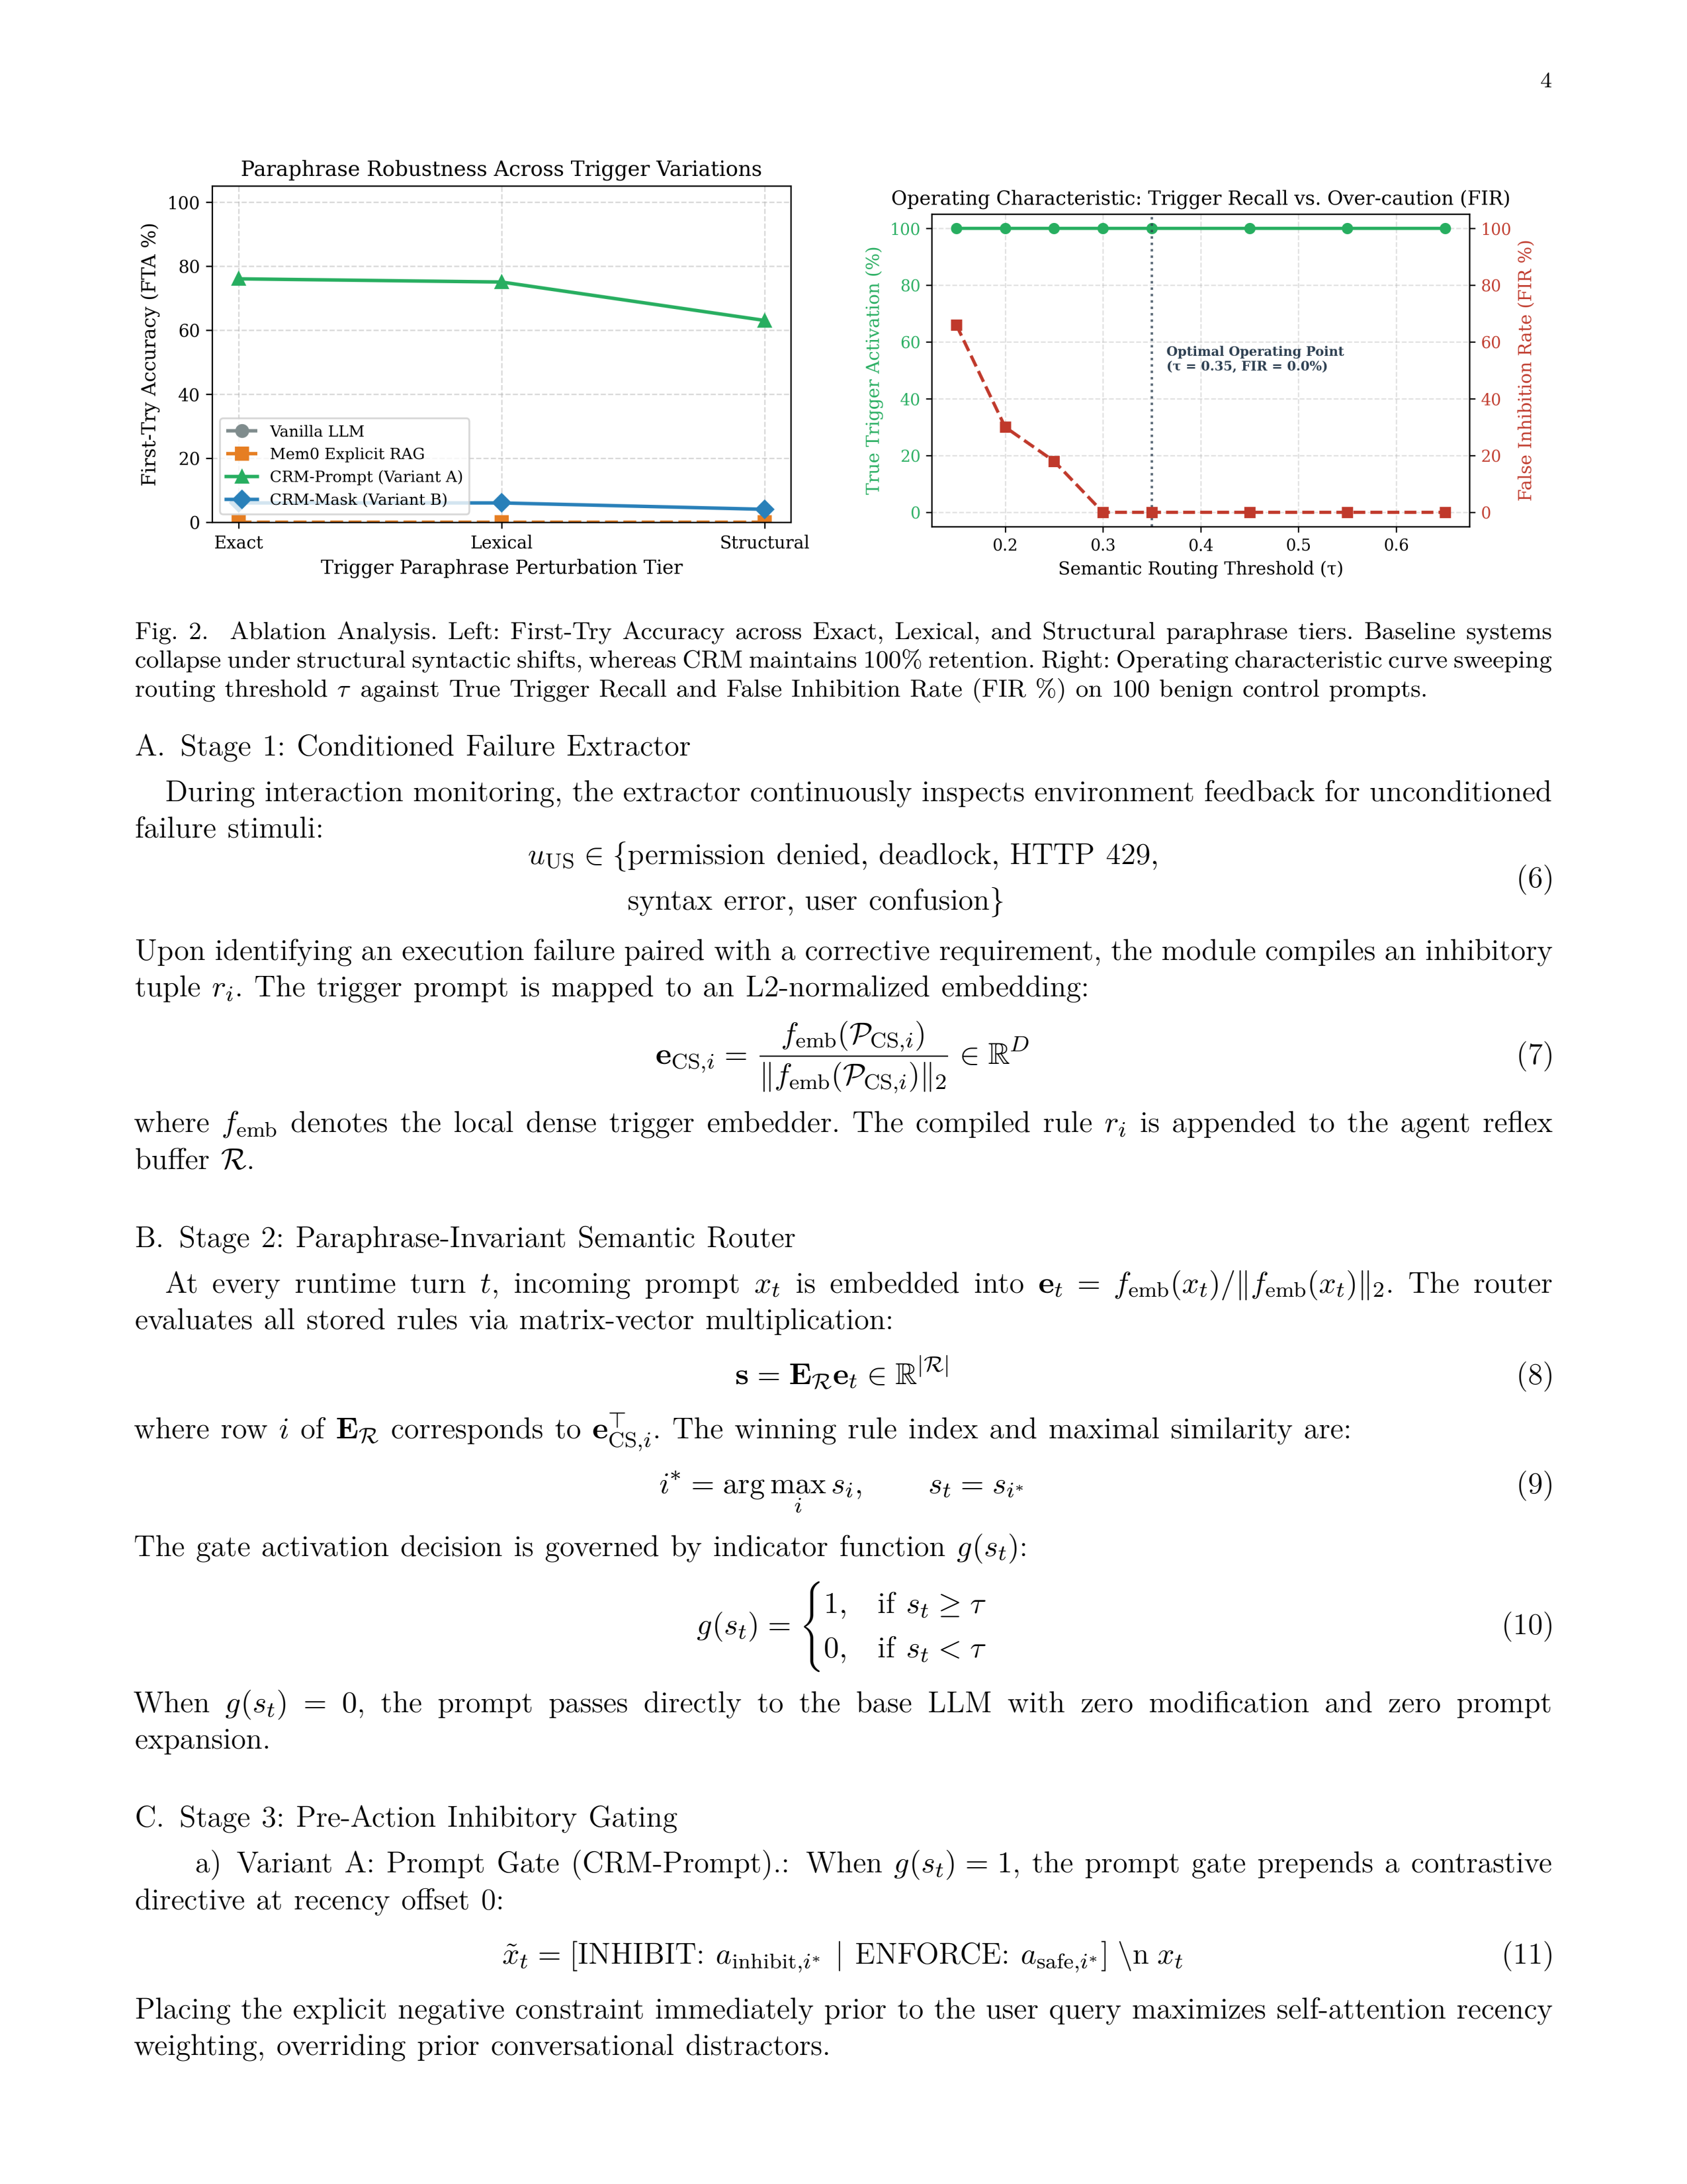 4
Paraphrase Robustness Across Trigger Variations
First-Try Accuracy (FTA %)
100
80
60
40
20
0
Vanilla LLM
Mem0 Explicit RAG
CRM-Prompt (Variant A)
CRM-Mask (Variant B)
Exact Lexical Structural
Trigger Paraphrase Perturbation Tier
Operating Characteristic: Trigger Recall vs. Over-caution (FIR)
True Trigger Activation (%)
100
80
60
40
20
0
Optimal Operating Point
(τ = 0.35, FIR = 0.0%)
100
80
60
40
20
0
False Inhibition Rate (FIR %)
0.2 0.3 0.4 0.5 0.6
Semantic Routing Threshold (τ)
Fig. 2. Ablation Analysis. Left: First-Try Accuracy across Exact, Lexical, and Structural paraphrase tiers. Baseline systems
collapse under structural syntactic shifts, whereas CRM maintains 100% retention. Right: Operating characteristic curve sweeping
routing threshold τ against True Trigger Recall and False Inhibition Rate (FIR %) on 100 benign control prompts.
A. Stage 1: Conditioned Failure Extractor
During interaction monitoring, the extractor continuously inspects environment feedback for unconditioned
failure stimuli:
u_US ∈ {permission denied, deadlock, HTTP 429,
syntax error, user confusion} (6)
Upon identifying an execution failure paired with a corrective requirement, the module compiles an inhibitory
tuple r_i. The trigger prompt is mapped to an L2-normalized embedding:
e_CS,i = f_emb(P_CS,i) / ‖f_emb(P_CS,i)‖_2 ∈ ℝ^D (7)
where f_emb denotes the local dense trigger embedder. The compiled rule r_i is appended to the agent reflex
buffer R.
B. Stage 2: Paraphrase-Invariant Semantic Router
At every runtime turn t, incoming prompt x_t is embedded into e_t = f_emb(x_t)/‖f_emb(x_t)‖_2. The router
evaluates all stored rules via matrix-vector multiplication:
s = E_R e_t ∈ ℝ^|R| (8)
where row i of E_R corresponds to e_CS,i^⊤. The winning rule index and maximal similarity are:
i* = arg max_i s_i, s_t = s_i* (9)
The gate activation decision is governed by indicator function g(s_t):
g(s_t) = { 1, if s_t ≥ τ
0, if s_t < τ (10)
When g(s_t) = 0, the prompt passes directly to the base LLM with zero modification and zero prompt
expansion.
C. Stage 3: Pre-Action Inhibitory Gating
a) Variant A: Prompt Gate (CRM-Prompt).: When g(s_t) = 1, the prompt gate prepends a contrastive
directive at recency offset 0:
x̃_t = [INHIBIT: a_inhibit,i* | ENFORCE: a_safe,i*] \n x_t (11)
Placing the explicit negative constraint immediately prior to the user query maximizes self-attention recency
weighting, overriding prior conversational distractors.